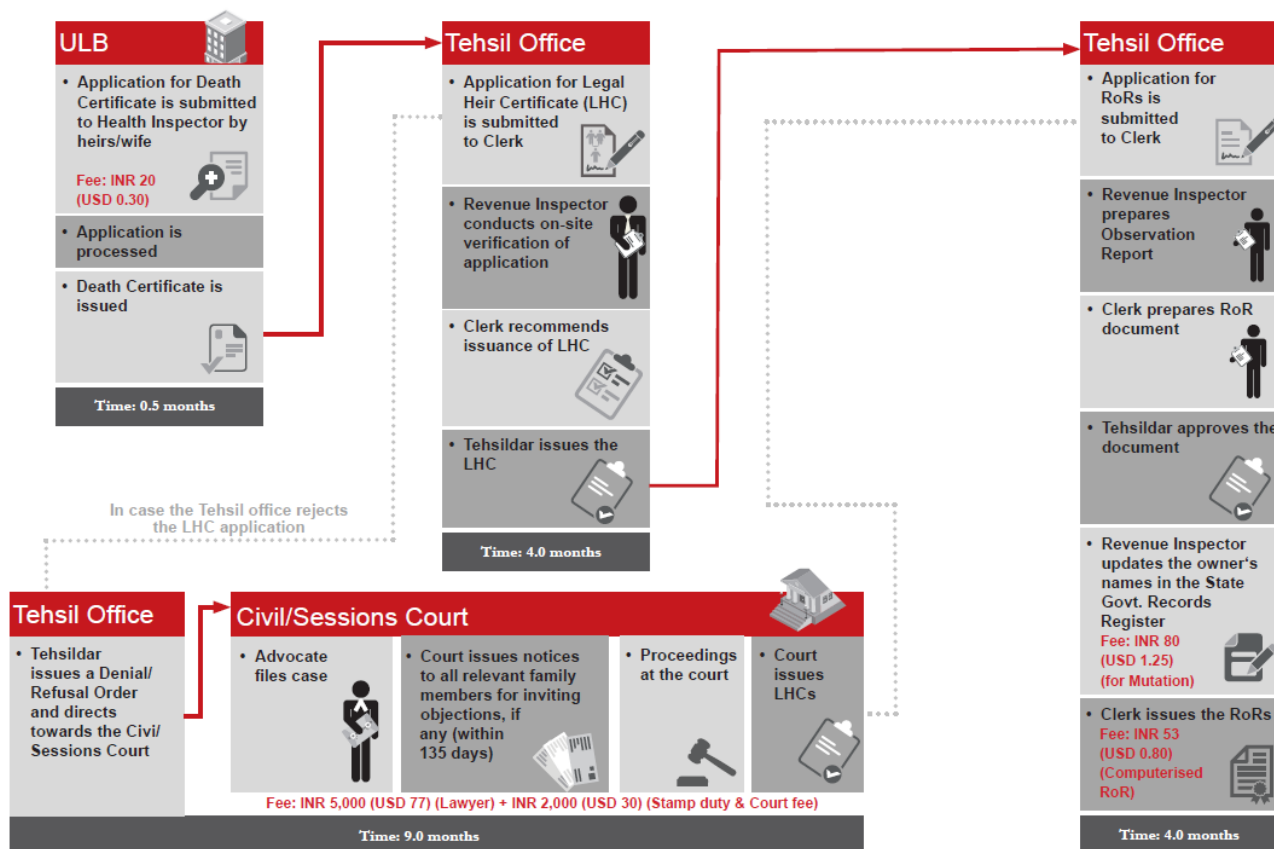 ULB
• Application for Death
Certificate is submitted
to Health Inspector by
heirs/wife
Fee: INR 20
(USD 0.30)
• Application is
processed
• Death Certificate is
issued
Time: 0.5 months
Tehsil Office
• Application for Legal
Heir Certificate (LHC)
is submitted
to Clerk
• Revenue Inspector
conducts on-site
verification of
application
• Clerk recommends
issuance of LHC
• Tehsildar issues the
LHC
Time: 4.0 months
In case the Tehsil office rejects
the LHC application
Tehsil Office
• Tehsildar
issues a Denial/
Refusal Order
and directs
towards the Civi/
Sessions Court
Civil/Sessions Court
• Advocate
files case
• Court issues notices
to all relevant family
members for inviting
objections, if
any (within
135 days)
• Proceedings
at the court
• Court
issues
LHCs
Fee: INR 5,000 (USD 77) (Lawyer) + INR 2,000 (USD 30) (Stamp duty & Court fee)
Time: 9.0 months
Tehsil Office
• Application for
RoRs is
submitted
to Clerk
• Revenue Inspector
prepares
Observation
Report
• Clerk prepares RoR
document
• Tehsildar approves the
document
• Revenue Inspector
updates the owner's
names in the State
Govt. Records
Register
Fee: INR 80
(USD 1.25)
(for Mutation)
• Clerk issues the RoRs
Fee: INR 53
(USD 0.80)
(Computerised
RoR)
Time: 4.0 months